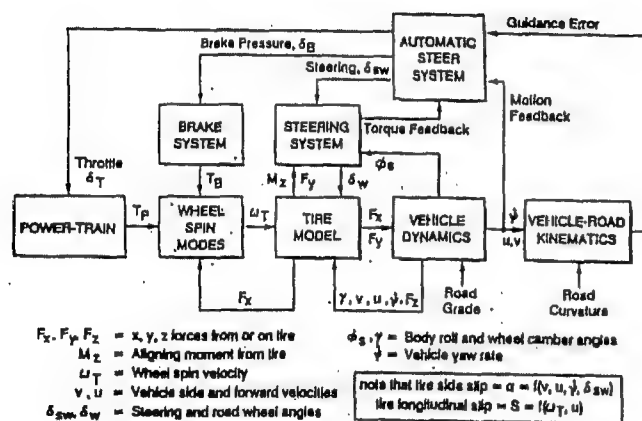 Guidance Error
Brake Pressure, δB
AUTOMATIC
STEER
SYSTEM
Steering, δsw
Motion
Feedback
BRAKE
SYSTEM
STEERING
SYSTEM
Torque Feedback
ϕs
Throttle
δT
TB
Mz Fy
δw
POWER-TRAIN
TP
WHEEL
SPIN
MODES
ωT
TIRE
MODEL
Fx
Fy
VEHICLE
DYNAMICS
ψ̇
u,v
VEHICLE-ROAD
KINEMATICS
Fx
γ, v, u, ψ̇, Fz
Road
Grade
Road
Curvature
Fx, Fy, Fz = x, y, z forces from or on tire
Mz = Aligning moment from tire
ωT = Wheel spin velocity
v, u = Vehicle side and forward velocities
δsw, δw = Steering and road wheel angles
ϕs, γ = Body roll and wheel camber angles
ψ̇ = Vehicle yaw rate
note that tire side slip = α = f(v, u, ψ̇, δsw)
tire longitudinal slip = S = f(ωT, u)